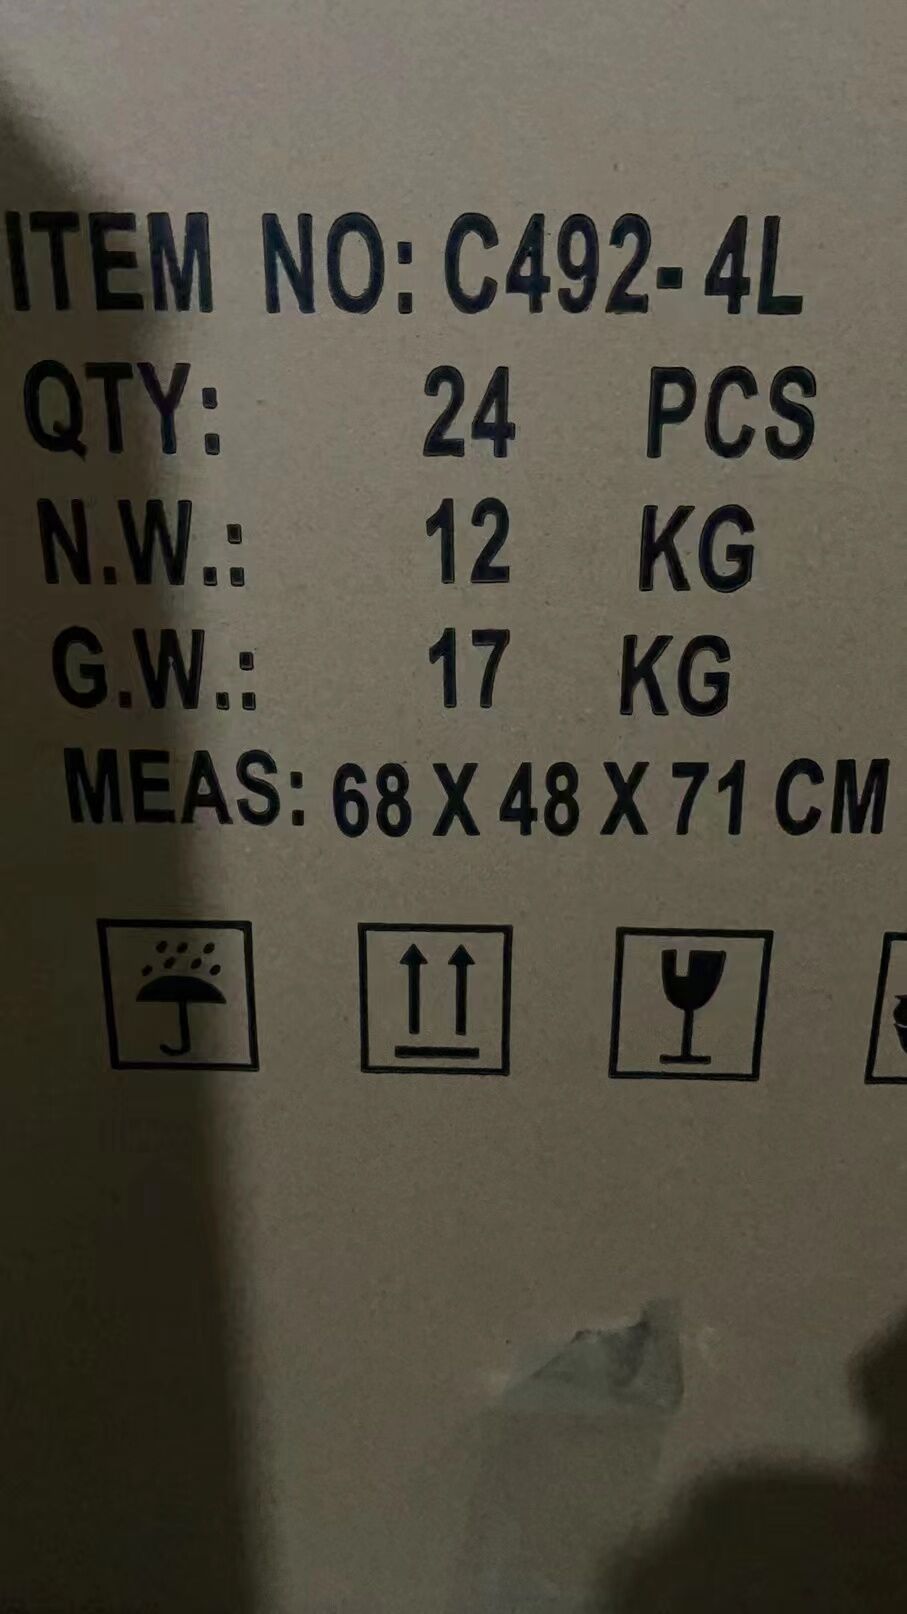 ITEM NO: C492-4L
QTY: 24 PCS
N.W.: 12 KG
G.W.: 17 KG
MEAS: 68 X 48 X 71 CM